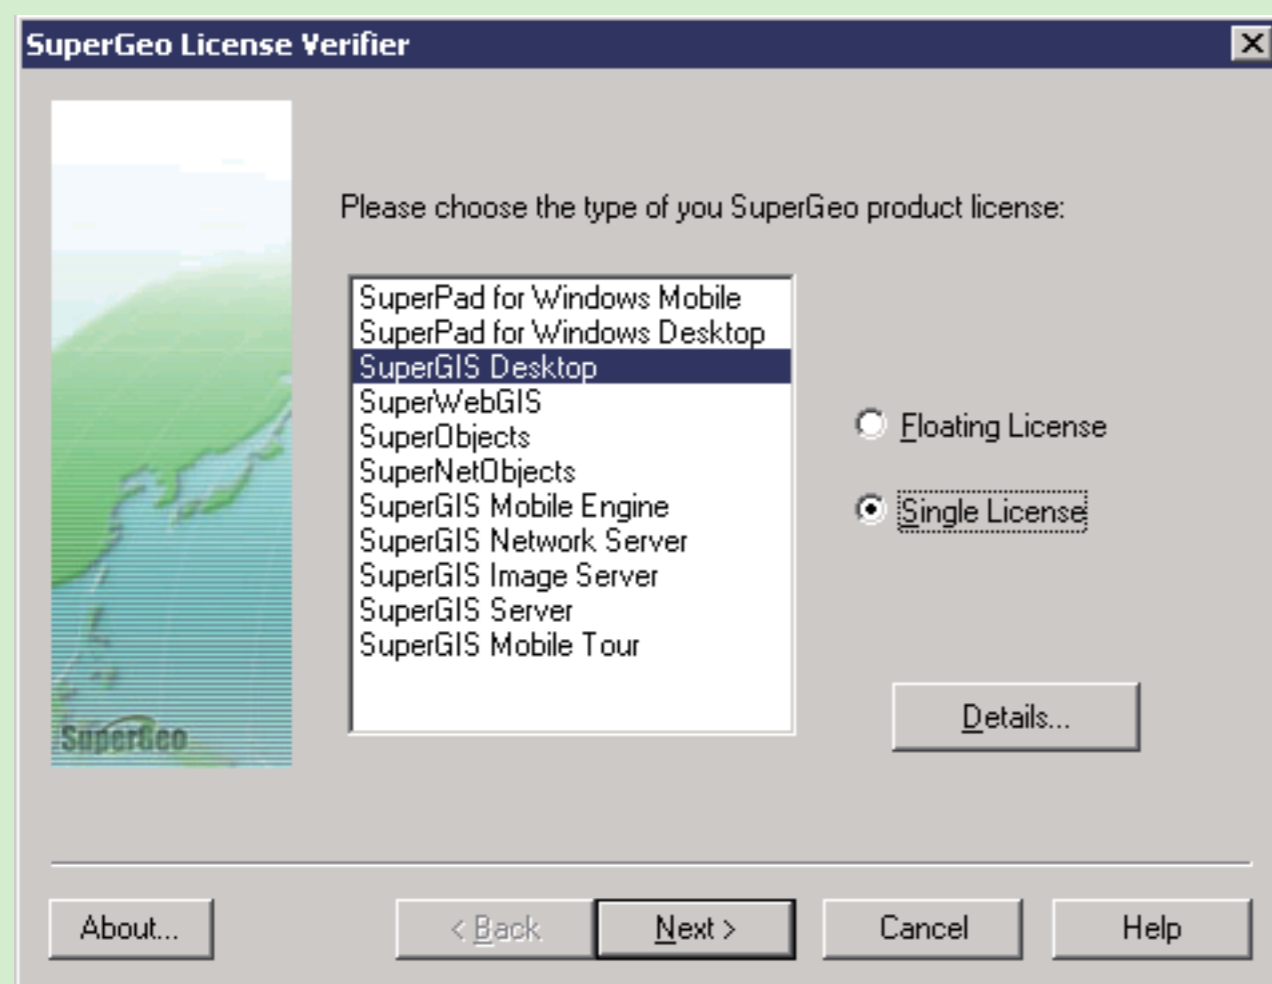 SuperGeo License Verifier
Please choose the type of you SuperGeo product license:
SuperPad for Windows Mobile
SuperPad for Windows Desktop
SuperGIS Desktop
SuperWebGIS
SuperObjects
SuperNetObjects
SuperGIS Mobile Engine
SuperGIS Network Server
SuperGIS Image Server
SuperGIS Server
SuperGIS Mobile Tour
Floating License
Single License
Details...
SuperGeo
About...
< Back
Next >
Cancel
Help